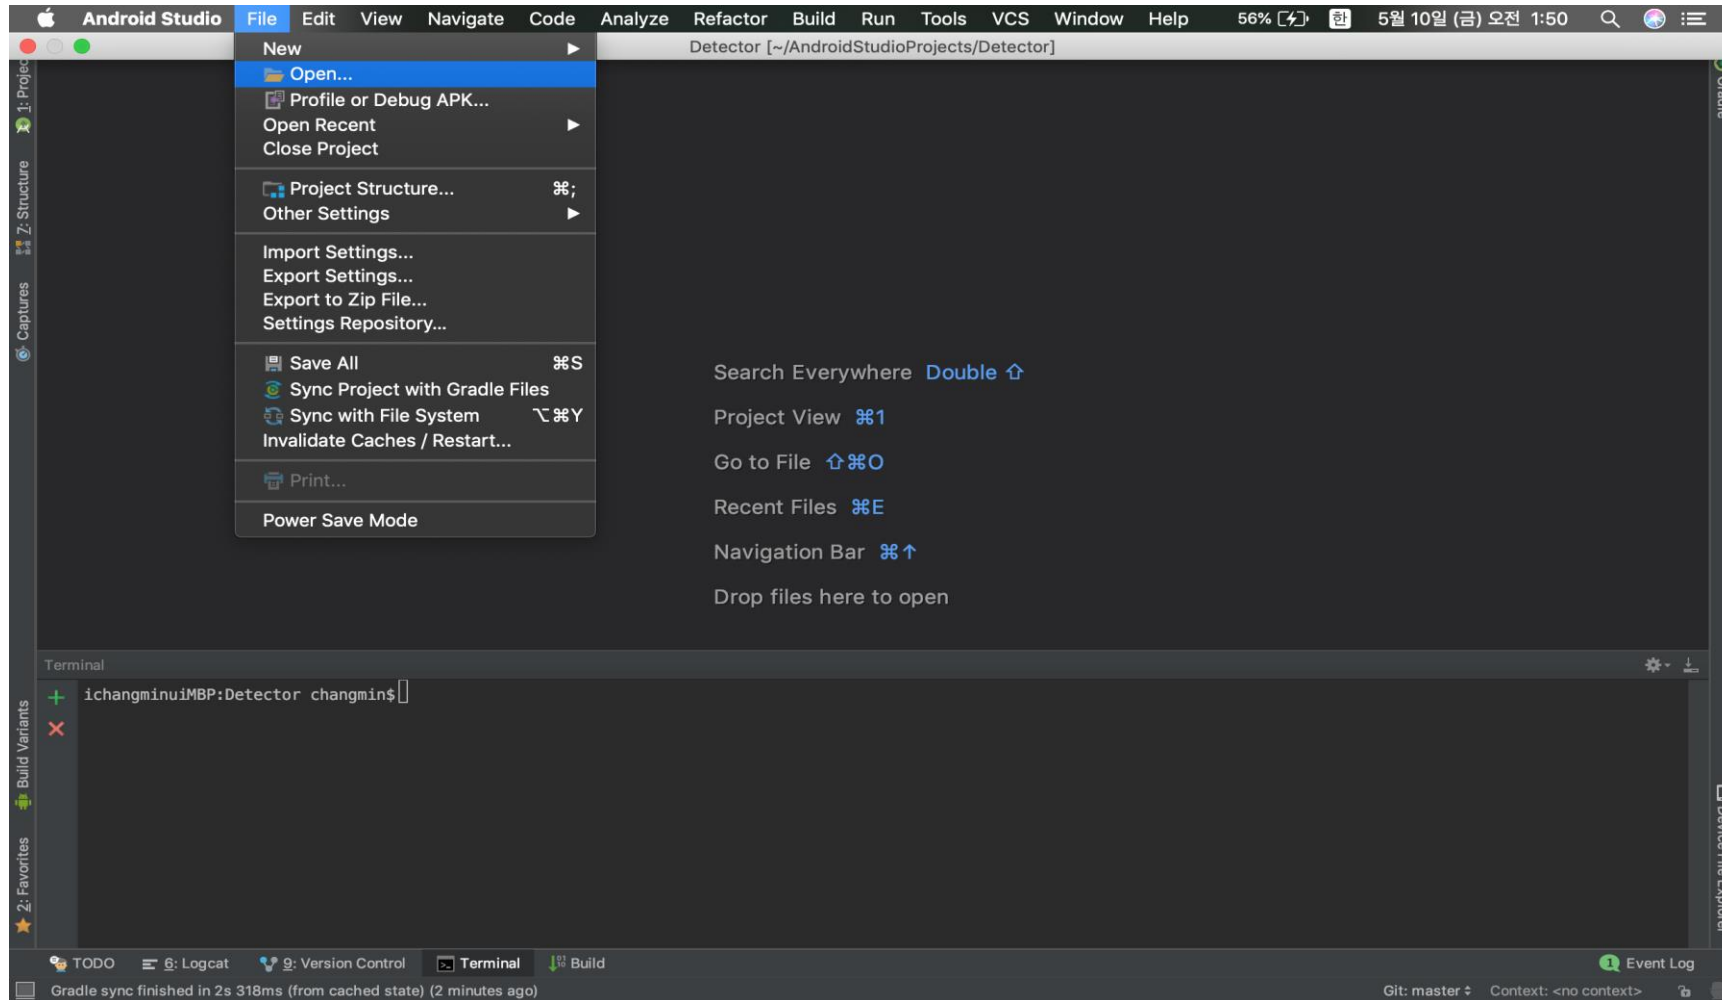 Android Studio File Edit View Navigate Code Analyze Refactor Build Run Tools VCS Window Help 56% 한 5월 10일 (금) 오전 1:50
Detector [~/AndroidStudioProjects/Detector]
New
Open...
Profile or Debug APK...
Open Recent
Close Project
Project Structure... ⌘;
Other Settings
Import Settings...
Export Settings...
Export to Zip File...
Settings Repository...
Save All ⌘S
Sync Project with Gradle Files
Sync with File System ⌥⌘Y
Invalidate Caches / Restart...
Print...
Power Save Mode
1: Project
Z: Structure
Captures
Build Variants
2: Favorites
Search Everywhere Double ⇧
Project View ⌘1
Go to File ⇧⌘O
Recent Files ⌘E
Navigation Bar ⌘↑
Drop files here to open
Gradle
Device File Explorer
Terminal
ichangminuiMBP:Detector changmin$
TODO 6: Logcat 9: Version Control Terminal Build 1 Event Log
Gradle sync finished in 2s 318ms (from cached state) (2 minutes ago) Git: master Context: <no context>